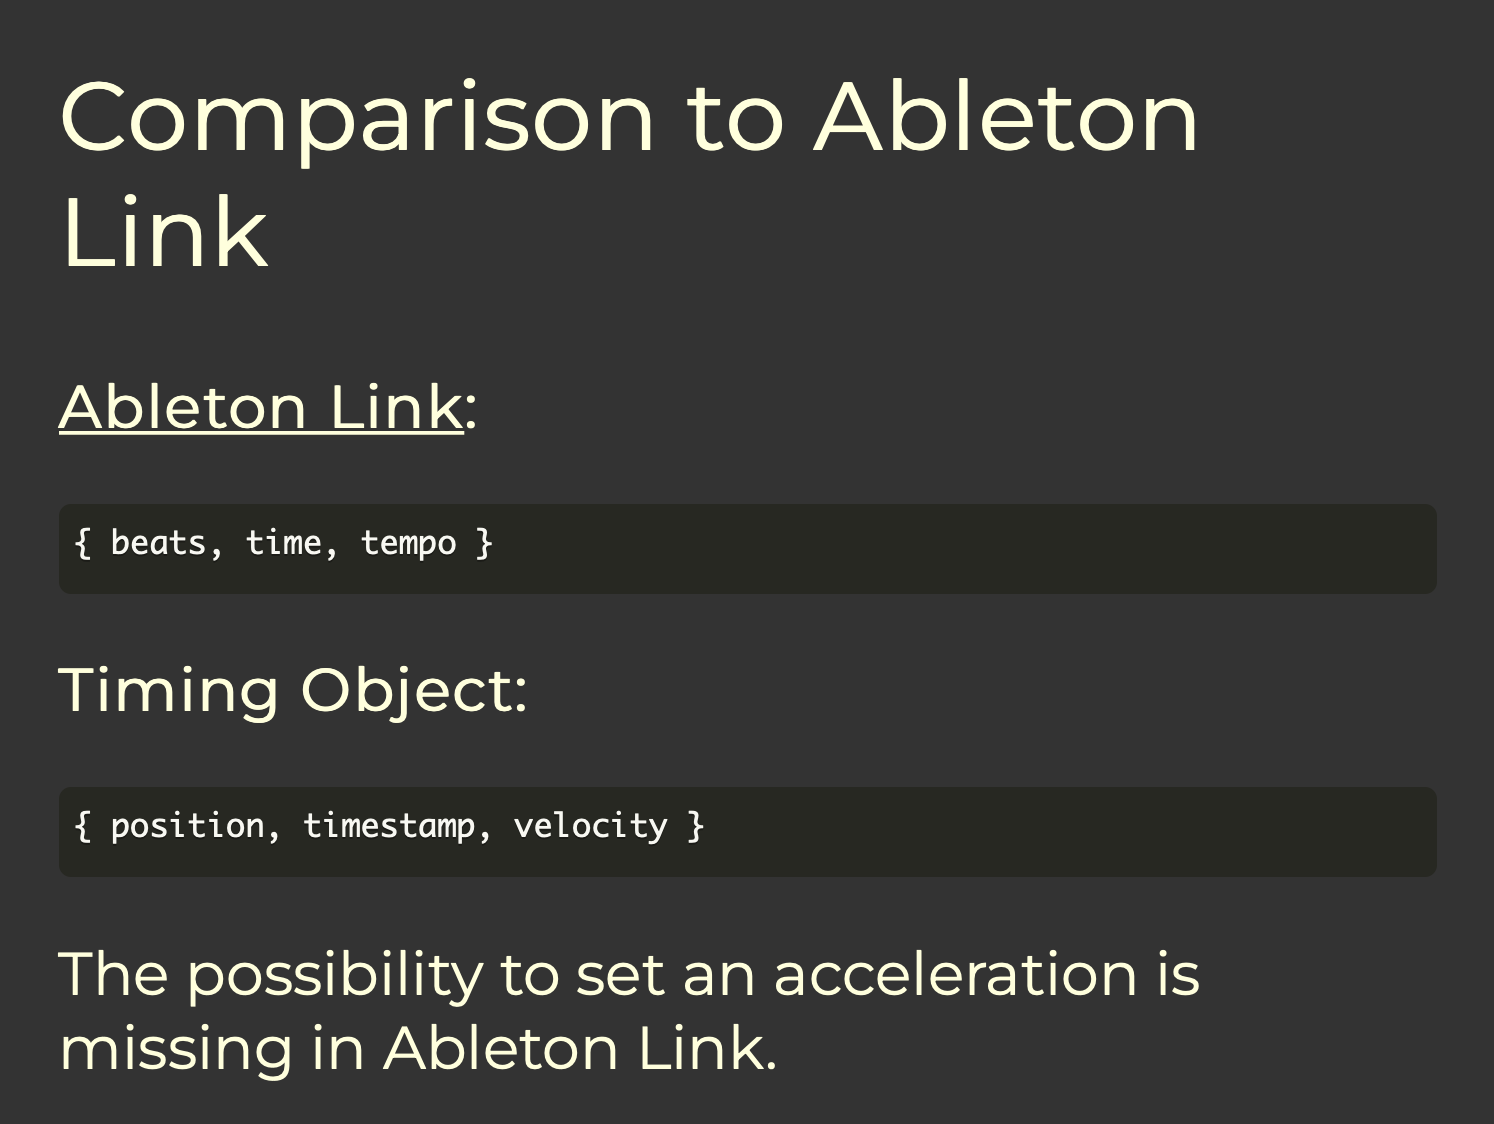 Comparison to Ableton
Link
Ableton Link:
{ beats, time, tempo }
Timing Object:
{ position, timestamp, velocity }
The possibility to set an acceleration is
missing in Ableton Link.